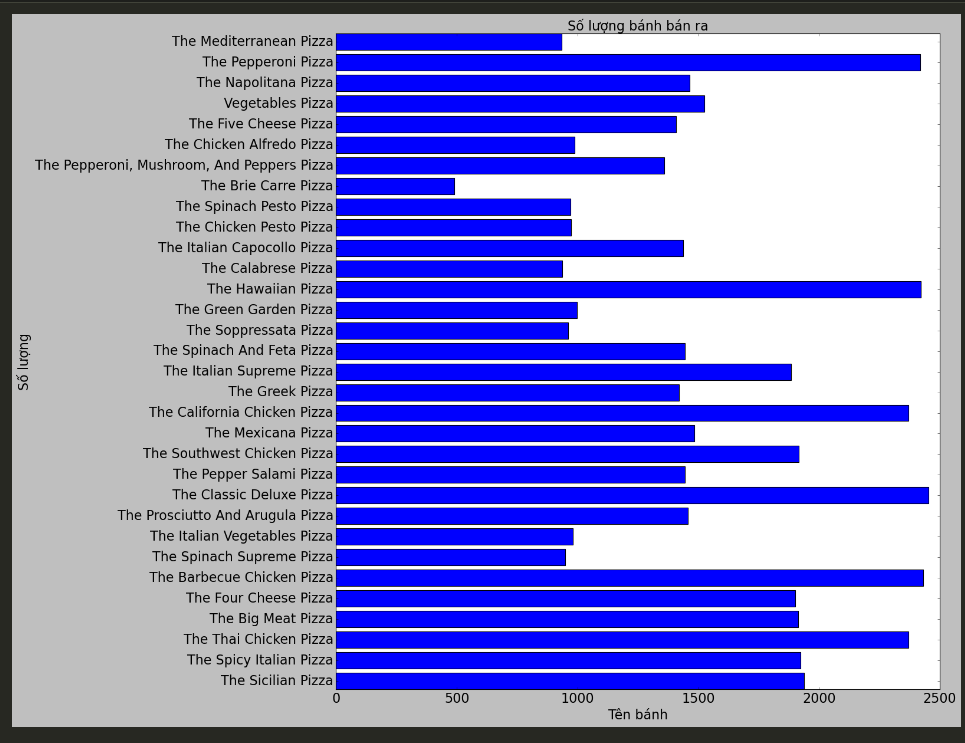 Số lượng bánh bán ra
The Mediterranean Pizza
The Pepperoni Pizza
The Napolitana Pizza
Vegetables Pizza
The Five Cheese Pizza
The Chicken Alfredo Pizza
The Pepperoni, Mushroom, And Peppers Pizza
The Brie Carre Pizza
The Spinach Pesto Pizza
The Chicken Pesto Pizza
The Italian Capocollo Pizza
The Calabrese Pizza
The Hawaiian Pizza
The Green Garden Pizza
The Soppressata Pizza
The Spinach And Feta Pizza
The Italian Supreme Pizza
The Greek Pizza
The California Chicken Pizza
The Mexicana Pizza
The Southwest Chicken Pizza
The Pepper Salami Pizza
The Classic Deluxe Pizza
The Prosciutto And Arugula Pizza
The Italian Vegetables Pizza
The Spinach Supreme Pizza
The Barbecue Chicken Pizza
The Four Cheese Pizza
The Big Meat Pizza
The Thai Chicken Pizza
The Spicy Italian Pizza
The Sicilian Pizza
Số lượng
0 500 1000 1500 2000 2500
Tên bánh